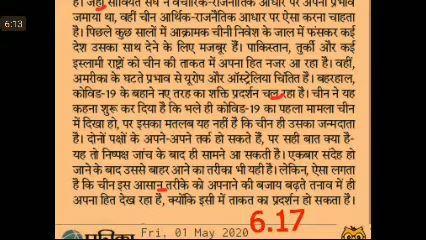 है। जहां सोवियत संघ ने वैचारिक-राजनीतिक आधार पर अपना प्रभाव
जमाया था, वहीं चीन आर्थिक-राजनैतिक आधार पर ऐसा करना चाहता
है। पिछले कुछ सालों में आक्रामक चीनी निवेश के जाल में फंसकर कई
देश उसका साथ देने के लिए मजबूर हैं। पाकिस्तान, तुर्की और कई
इस्लामी राष्ट्रों को चीन की ताकत में अपना हित नजर आ रहा है। वहीं,
अमरीका के घटते प्रभाव से यूरोप और ऑस्ट्रेलिया चिंतित हैं। बहरहाल,
कोविड-19 के बहाने नए तरह का शक्ति प्रदर्शन चल रहा है। चीन ने यह
कहना शुरू कर दिया है कि भले ही कोविड-19 का पहला मामला चीन
में दिखा हो, पर इसका मतलब यह नहीं है कि चीन ही उसका जन्मदाता
है। दोनों पक्षों के अपने-अपने तर्क हो सकते हैं, पर सही बात क्या है-
यह तो निष्पक्ष जांच के बाद ही सामने आ सकती है। एकबार संदेह हो
जाने के बाद उससे बाहर आने का तरीका भी यही है। लेकिन, ऐसा लगता
है कि चीन इस आसान तरीके को अपनाने की बजाय बढ़ते तनाव में ही
अपना हित देख रहा है, क्योंकि इसी में ताकत का प्रदर्शन हो सकता है।
6:13
6.17
पत्रिका Fri, 01 May 2020